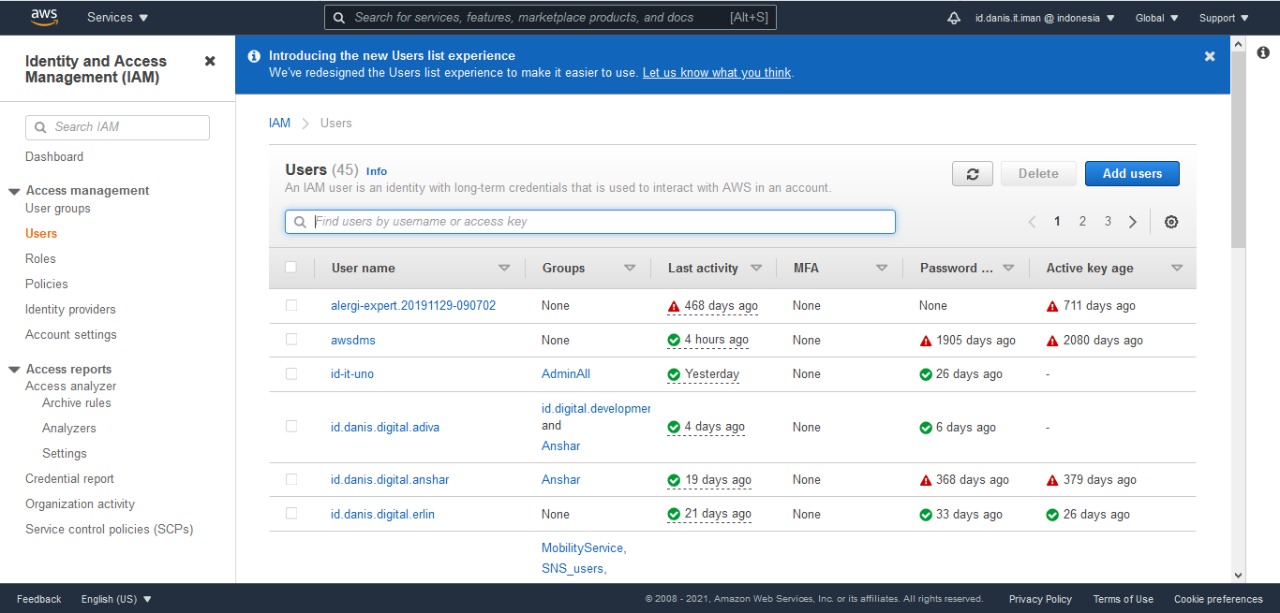 aws
Services
Search for services, features, marketplace products, and docs [Alt+S]
id.danis.it.iman @ indonesia
Global
Support
Identity and Access
Management (IAM)
Search IAM
Dashboard
Access management
User groups
Users
Roles
Policies
Identity providers
Account settings
Access reports
Access analyzer
Archive rules
Analyzers
Settings
Credential report
Organization activity
Service control policies (SCPs)
Introducing the new Users list experience
We've redesigned the Users list experience to make it easier to use. Let us know what you think.
IAM > Users
Users (45) Info
An IAM user is an identity with long-term credentials that is used to interact with AWS in an account.
Delete
Add users
Find users by username or access key
1 2 3
User name Groups Last activity MFA Password ... Active key age
alergi-expert.20191129-090702 None 468 days ago None None 711 days ago
awsdms None 4 hours ago None 1905 days ago 2080 days ago
id-it-uno AdminAll Yesterday None 26 days ago -
id.digital.developmer
id.danis.digital.adiva and 4 days ago None 6 days ago -
Anshar
id.danis.digital.anshar Anshar 19 days ago None 368 days ago 379 days ago
id.danis.digital.erlin None 21 days ago None 33 days ago 26 days ago
MobilityService,
SNS_users,
Feedback English (US)
© 2008 - 2021, Amazon Web Services, Inc. or its affiliates. All rights reserved. Privacy Policy Terms of Use Cookie preferences